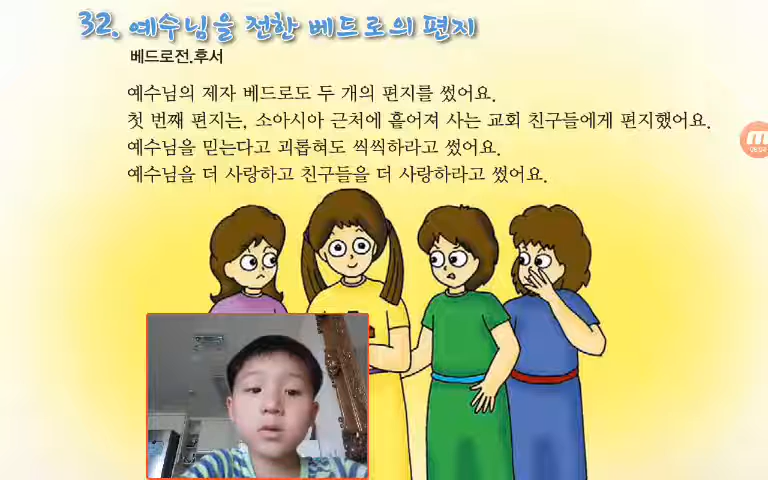 32. 예수님을 전한 베드로의 편지
베드로전.후서
예수님의 제자 베드로도 두 개의 편지를 썼어요.
첫 번째 편지는, 소아시아 근처에 흩어져 사는 교회 친구들에게 편지했어요.
예수님을 믿는다고 괴롭혀도 씩씩하라고 썼어요.
예수님을 더 사랑하고 친구들을 더 사랑하라고 썼어요.